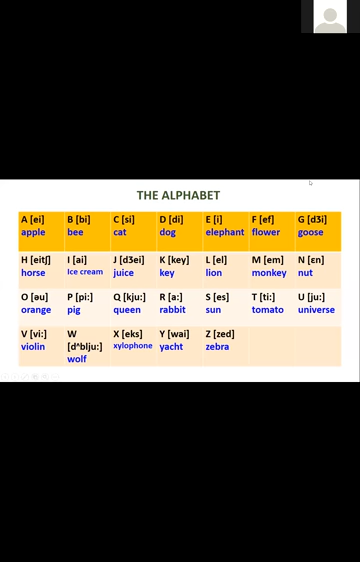 THE ALPHABET
A [ei] B [bi] C [si] D [di] E [i] F [ef] G [dʒi]
apple bee cat dog elephant flower goose
H [eitʃ] I [ai] J [dʒei] K [key] L [el] M [em] N [ɛn]
horse Ice cream juice key lion monkey nut
O [əu] P [pi:] Q [kju:] R [a:] S [es] T [ti:] U [ju:]
orange pig queen rabbit sun tomato universe
V [vi:] W [d^blju:] X [eks] Y [wai] Z [zed]
violin wolf xylophone yacht zebra